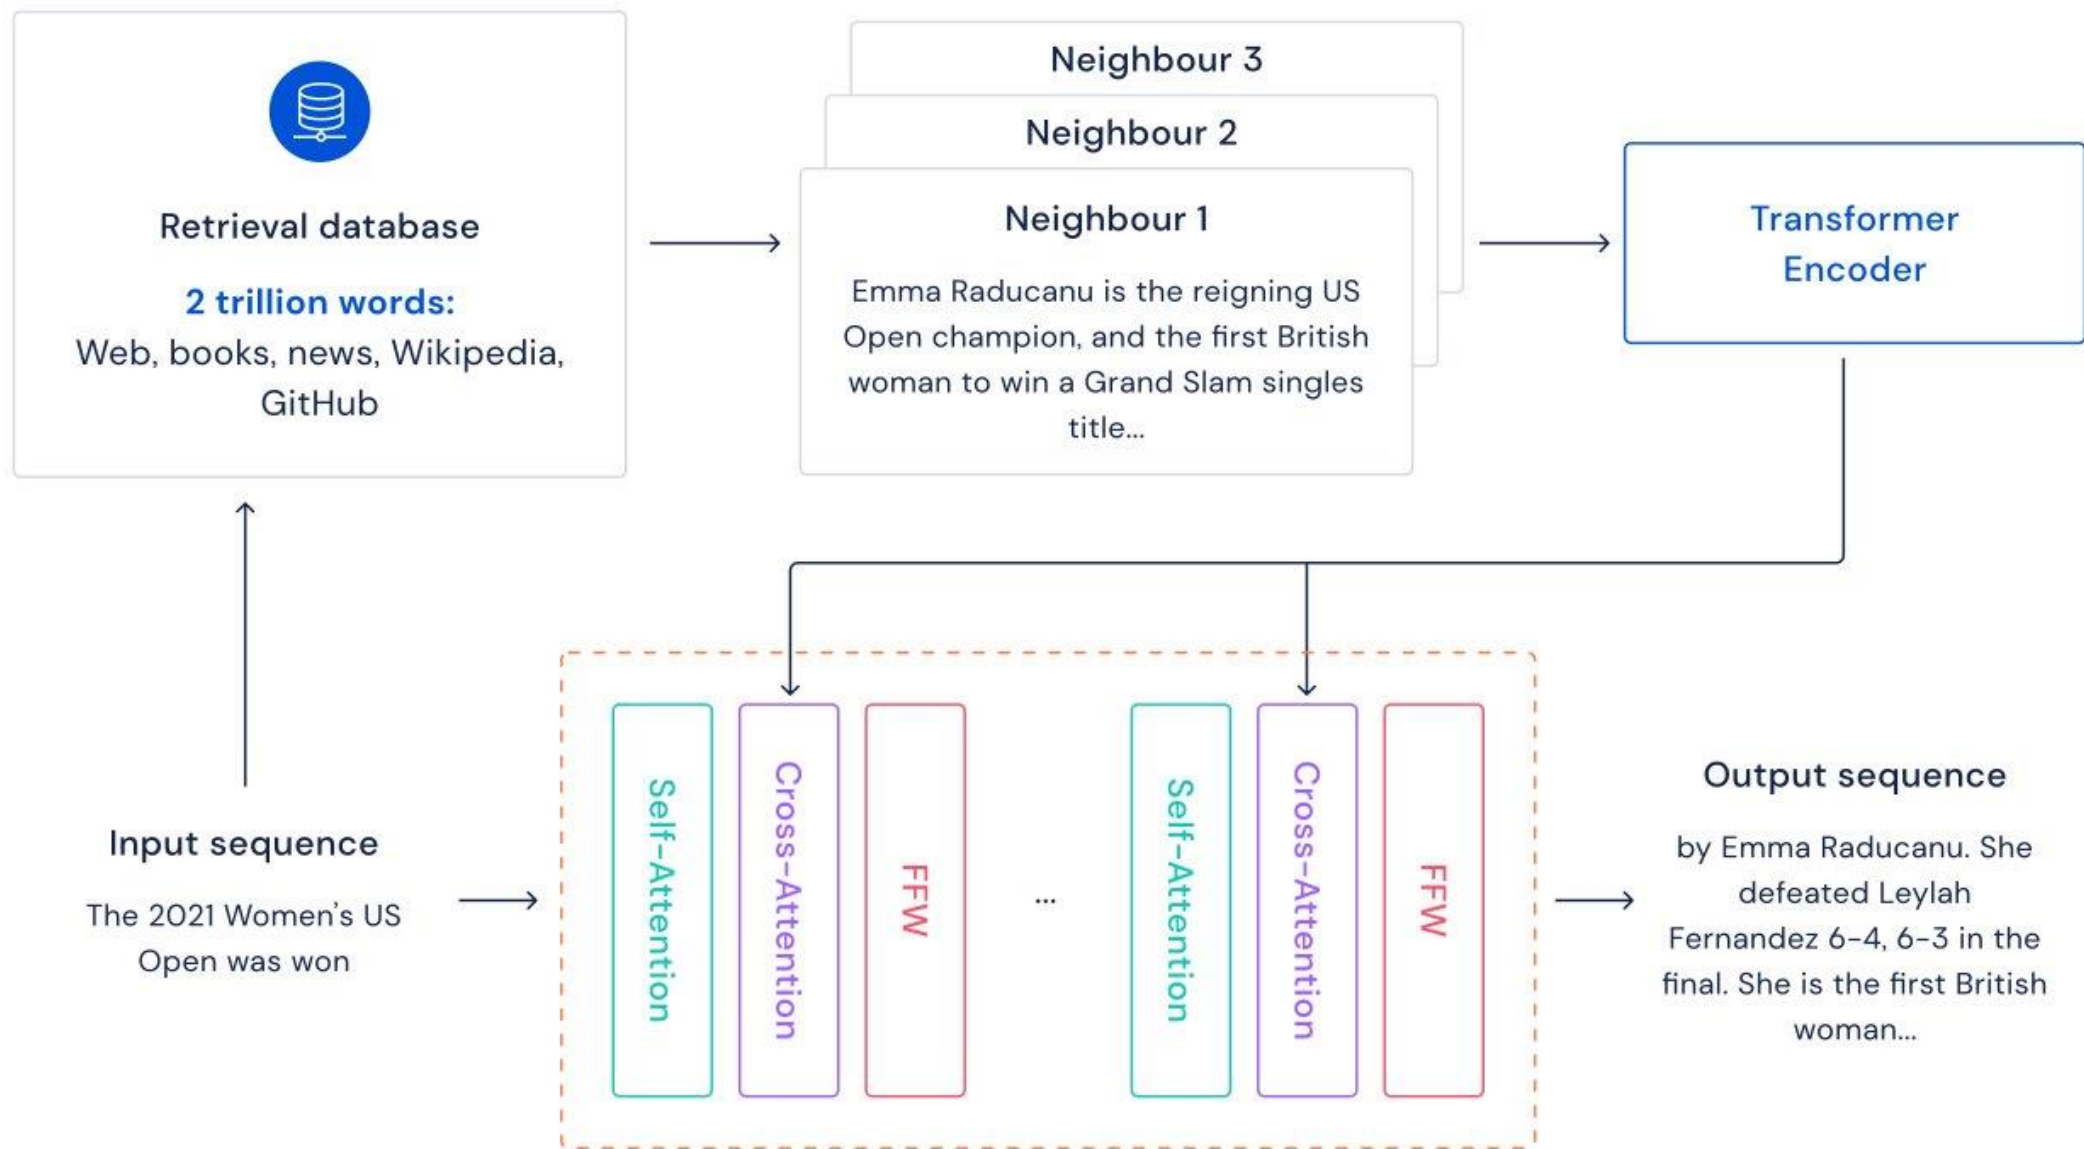 Retrieval database
2 trillion words:
Web, books, news, Wikipedia,
GitHub
Neighbour 3
Neighbour 2
Neighbour 1
Emma Raducanu is the reigning US
Open champion, and the first British
woman to win a Grand Slam singles
title...
Transformer
Encoder
Input sequence
The 2021 Women’s US
Open was won
Self-Attention
Cross-Attention
FFW
...
Self-Attention
Cross-Attention
FFW
Output sequence
by Emma Raducanu. She
defeated Leylah
Fernandez 6–4, 6–3 in the
final. She is the first British
woman...